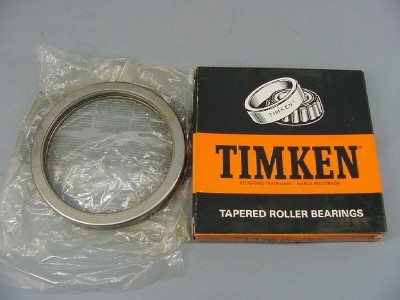 TIMKEN
TIMKEN
REGISTERED TRADEMARK · MARCA REGISTRADA
TAPERED ROLLER BEARINGS